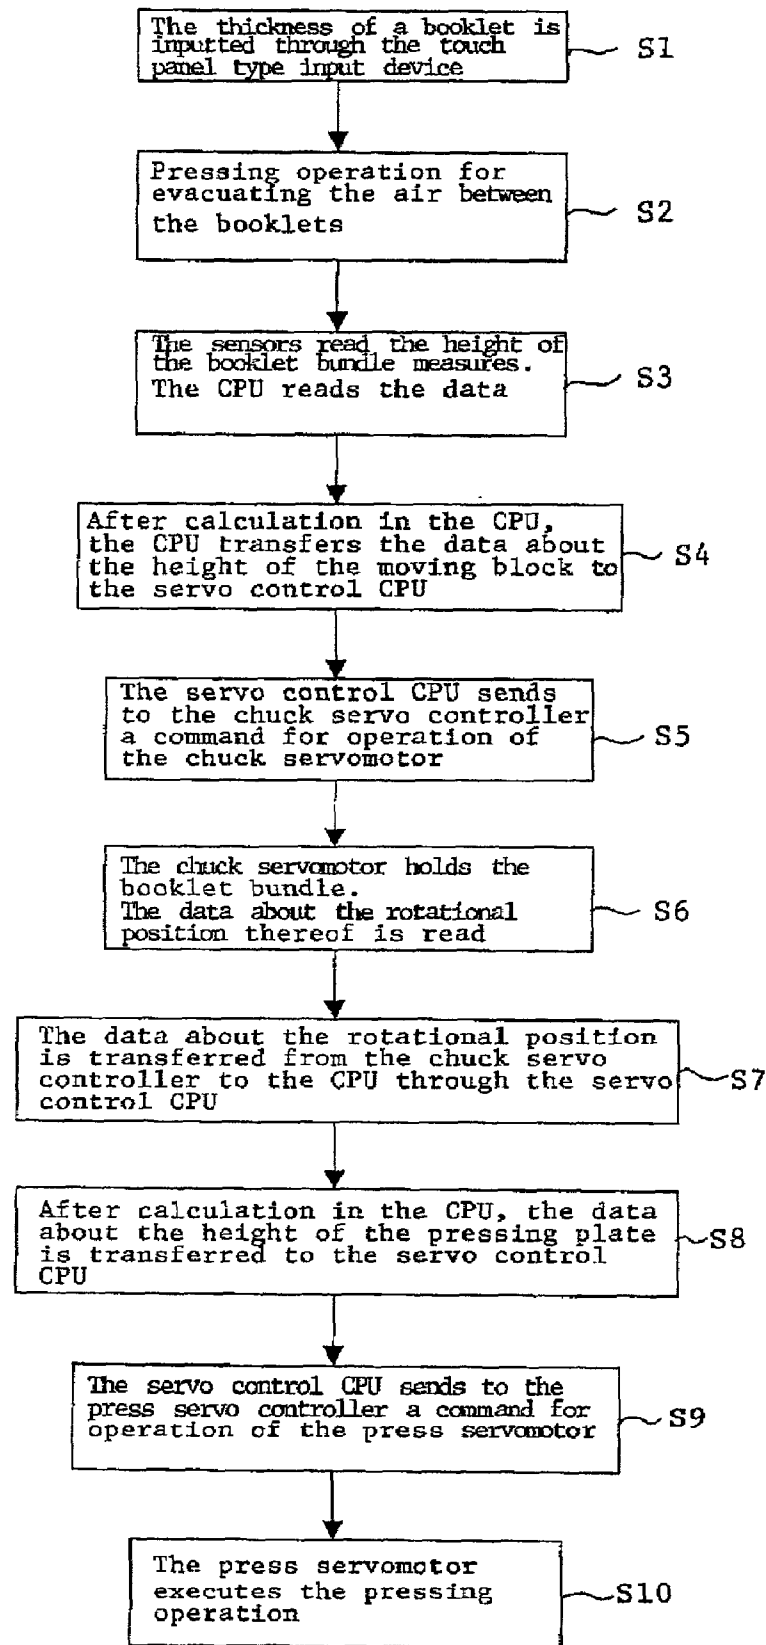 The thickness of a booklet is
inputted through the touch
panel type input device
S1
Pressing operation for
evacuating the air between
the booklets
S2
The sensors read the height of
the booklet bundle measures.
The CPU reads the data
S3
After calculation in the CPU,
the CPU transfers the data about
the height of the moving block to
the servo control CPU
S4
The servo control CPU sends
to the chuck servo controller
a command for operation of
the chuck servomotor
S5
The chuck servomotor holds the
booklet bundle.
The data about the rotational
position thereof is read
S6
The data about the rotational position
is transferred from the chuck servo
controller to the CPU through the servo
control CPU
S7
After calculation in the CPU, the data
about the height of the pressing plate
is transferred to the servo control
CPU
S8
The servo control CPU sends to the
press servo controller a command for
operation of the press servomotor
S9
The press servomotor
executes the pressing
operation
S10